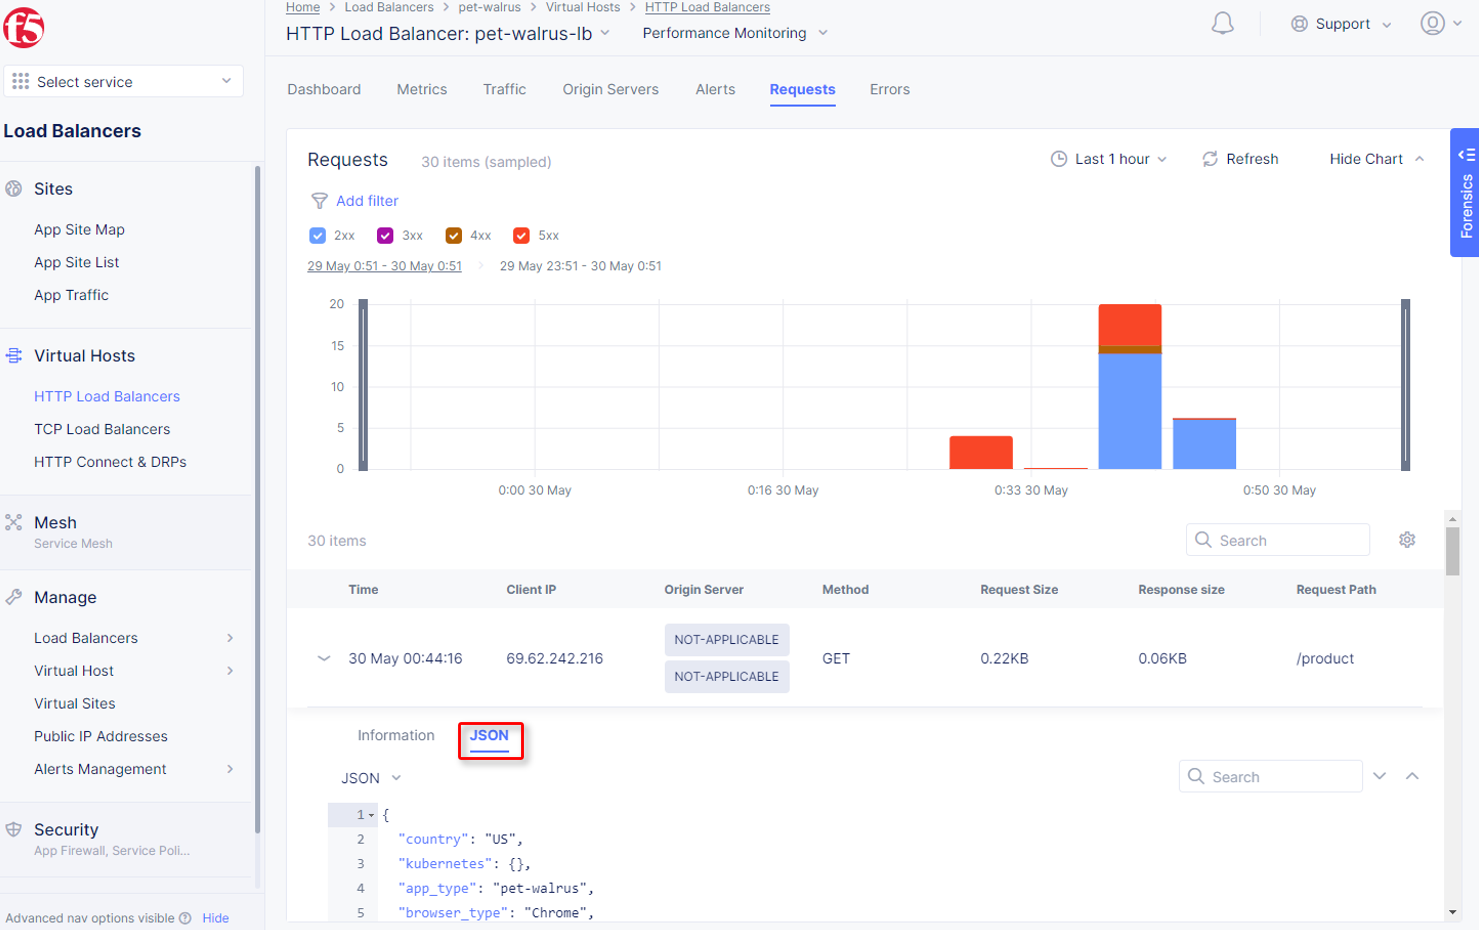 Home > Load Balancers > pet-walrus > Virtual Hosts > HTTP Load Balancers
f5
HTTP Load Balancer: pet-walrus-lb
Performance Monitoring
Support
Select service
Dashboard Metrics Traffic Origin Servers Alerts Requests Errors
Load Balancers
Sites
App Site Map
App Site List
App Traffic
Virtual Hosts
HTTP Load Balancers
TCP Load Balancers
HTTP Connect & DRPs
Mesh
Service Mesh
Manage
Load Balancers
Virtual Host
Virtual Sites
Public IP Addresses
Alerts Management
Security
App Firewall, Service Poli...
Advanced nav options visible Hide
Requests 30 items (sampled)
Last 1 hour Refresh Hide Chart
Forensics
Add filter
2xx 3xx 4xx 5xx
29 May 0:51 - 30 May 0:51 > 29 May 23:51 - 30 May 0:51
20
15
10
5
0
0:00 30 May 0:16 30 May 0:33 30 May 0:50 30 May
30 items
Search
Time Client IP Origin Server Method Request Size Response size Request Path
NOT-APPLICABLE
30 May 00:44:16 69.62.242.216 GET 0.22KB 0.06KB /product
NOT-APPLICABLE
Information JSON
JSON
Search
1 {
2 "country": "US",
3 "kubernetes": {},
4 "app_type": "pet-walrus",
5 "browser_type": "Chrome",